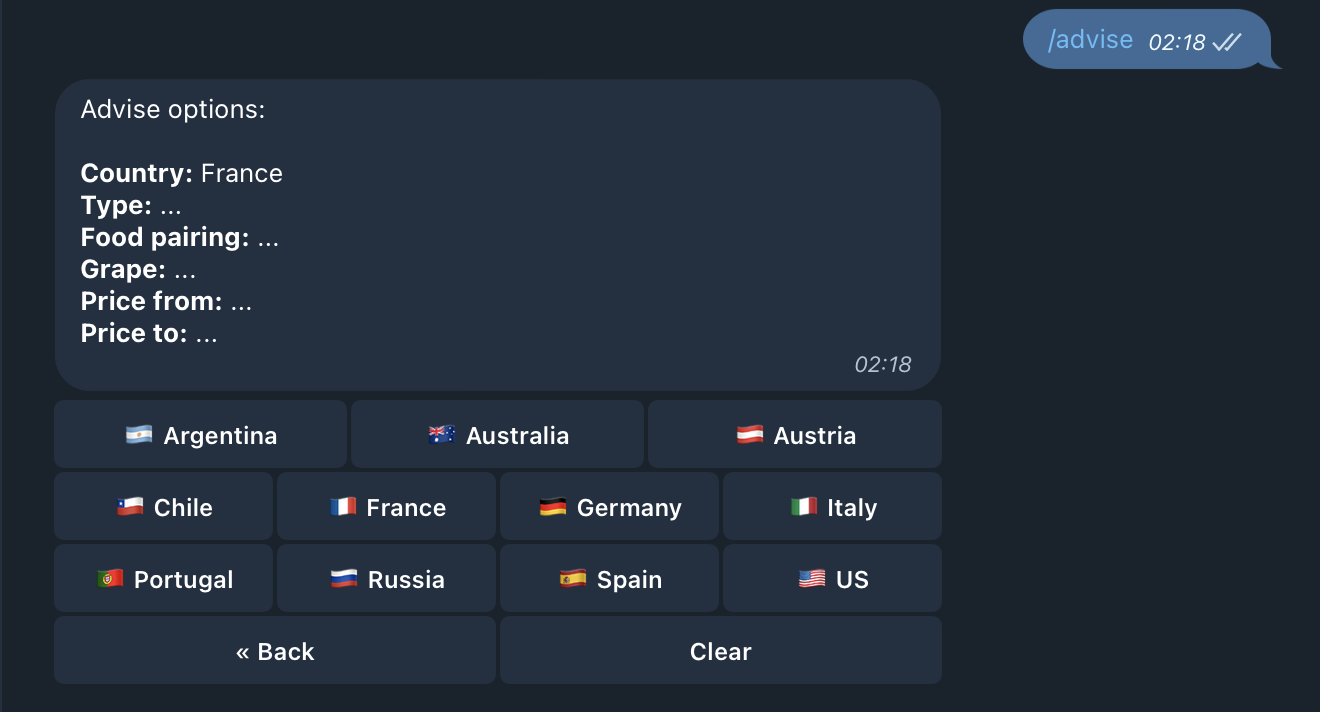 /advise 02:18
Advise options:
Country: France
Type: ...
Food pairing: ...
Grape: ...
Price from: ...
Price to: ...
02:18
Argentina Australia Austria
Chile France Germany Italy
Portugal Russia Spain US
« Back Clear